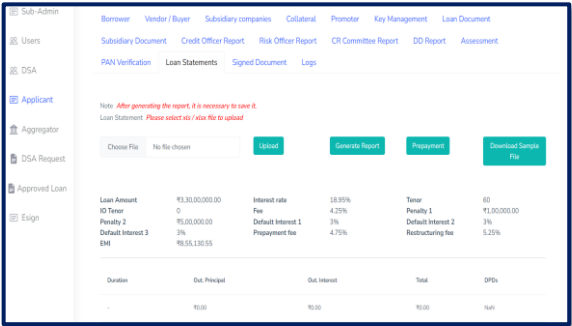 Sub-Admin
Users
DSA
Applicant
Aggregator
DSA Request
Approved Loan
Esign
Borrower Vendor / Buyer Subsidiary companies Collateral Promoter Key Management Loan Document
Subsidiary Document Credit Officer Report Risk Officer Report CR Committee Report DD Report Assessment
PAN Verification Loan Statements Signed Document Logs
Note After generating the report, it is necessary to save it.
Loan Statement Please select xls / xlsx file to upload
Choose File No file chosen Upload Generate Report Prepayment Download Sample
File
Loan Amount ₹3,30,00,000.00 Interest rate 18.95% Tenor 60
IO Tenor 0 Fee 4.25% Penalty 1 ₹1,00,000.00
Penalty 2 ₹5,00,000.00 Default Interest 1 3% Default Interest 2 3%
Default Interest 3 3% Prepayment fee 4.75% Restructuring fee 5.25%
EMI ₹8,55,130.55
Duration Out. Principal Out. Interest Total DPDs
- ₹0.00 ₹0.00 ₹0.00 NaN